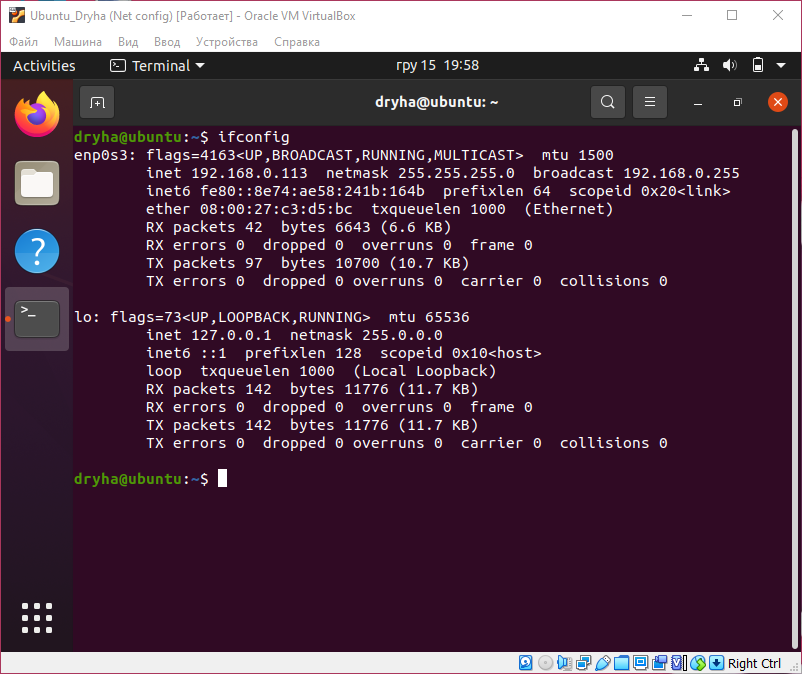 Ubuntu_Dryha (Net config) [Работает] - Oracle VM VirtualBox
Файл Машина Вид Ввод Устройства Справка
Activities Terminal гру 15 19:58
dryha@ubuntu: ~
dryha@ubuntu:~$ ifconfig
enp0s3: flags=4163<UP,BROADCAST,RUNNING,MULTICAST>  mtu 1500
        inet 192.168.0.113  netmask 255.255.255.0  broadcast 192.168.0.255
        inet6 fe80::8e74:ae58:241b:164b  prefixlen 64  scopeid 0x20<link>
        ether 08:00:27:c3:d5:bc  txqueuelen 1000  (Ethernet)
        RX packets 42  bytes 6643 (6.6 KB)
        RX errors 0  dropped 0  overruns 0  frame 0
        TX packets 97  bytes 10700 (10.7 KB)
        TX errors 0  dropped 0 overruns 0  carrier 0  collisions 0
lo: flags=73<UP,LOOPBACK,RUNNING>  mtu 65536
        inet 127.0.0.1  netmask 255.0.0.0
        inet6 ::1  prefixlen 128  scopeid 0x10<host>
        loop  txqueuelen 1000  (Local Loopback)
        RX packets 142  bytes 11776 (11.7 KB)
        RX errors 0  dropped 0  overruns 0  frame 0
        TX packets 142  bytes 11776 (11.7 KB)
        TX errors 0  dropped 0 overruns 0  carrier 0  collisions 0
dryha@ubuntu:~$
Right Ctrl